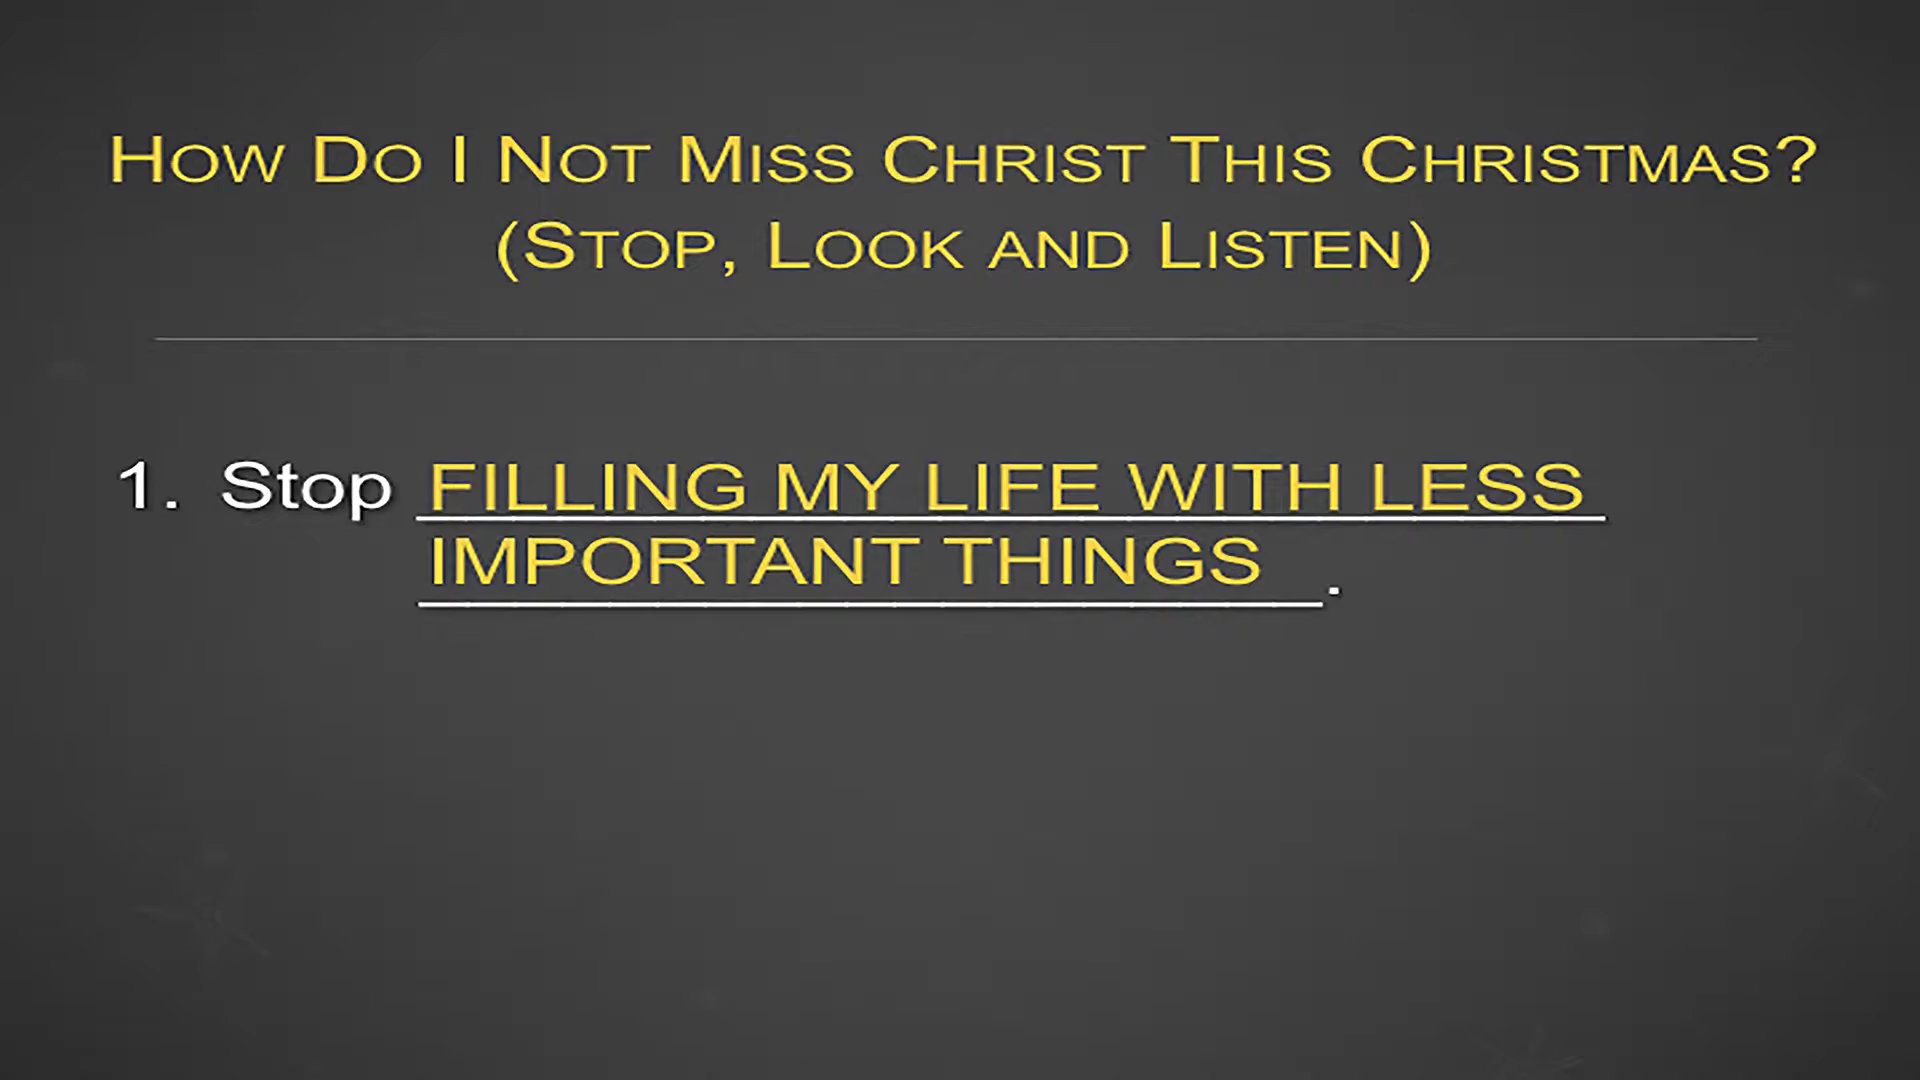 How Do I Not Miss Christ This Christmas?
(Stop, Look and Listen)
1. Stop FILLING MY LIFE WITH LESS
IMPORTANT THINGS.